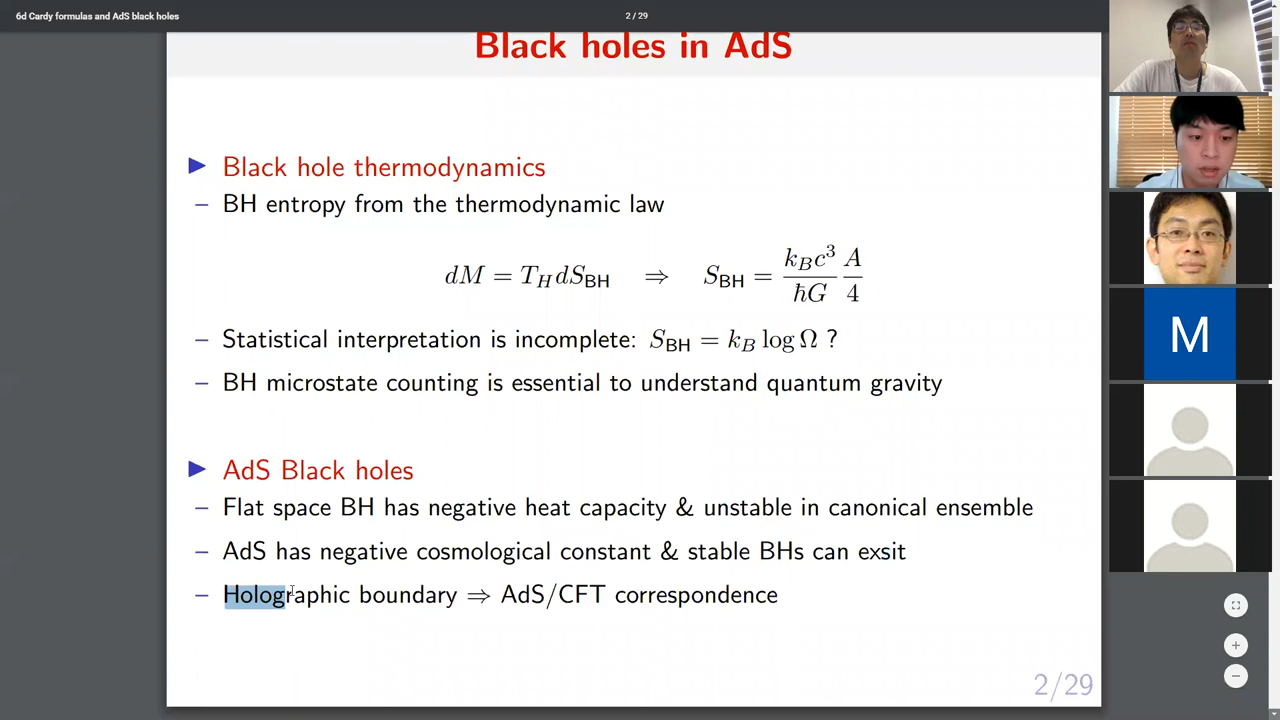 6d Cardy formulas and AdS black holes
2 / 29
Black holes in AdS
Black hole thermodynamics
– BH entropy from the thermodynamic law
dM = T_H dS_BH ⇒ S_BH = \frac{k_B c^3}{ħG} \frac{A}{4}
– Statistical interpretation is incomplete: S_BH = k_B log Ω ?
– BH microstate counting is essential to understand quantum gravity
AdS Black holes
– Flat space BH has negative heat capacity & unstable in canonical ensemble
– AdS has negative cosmological constant & stable BHs can exsit
– Holographic boundary ⇒ AdS/CFT correspondence
2/29
M